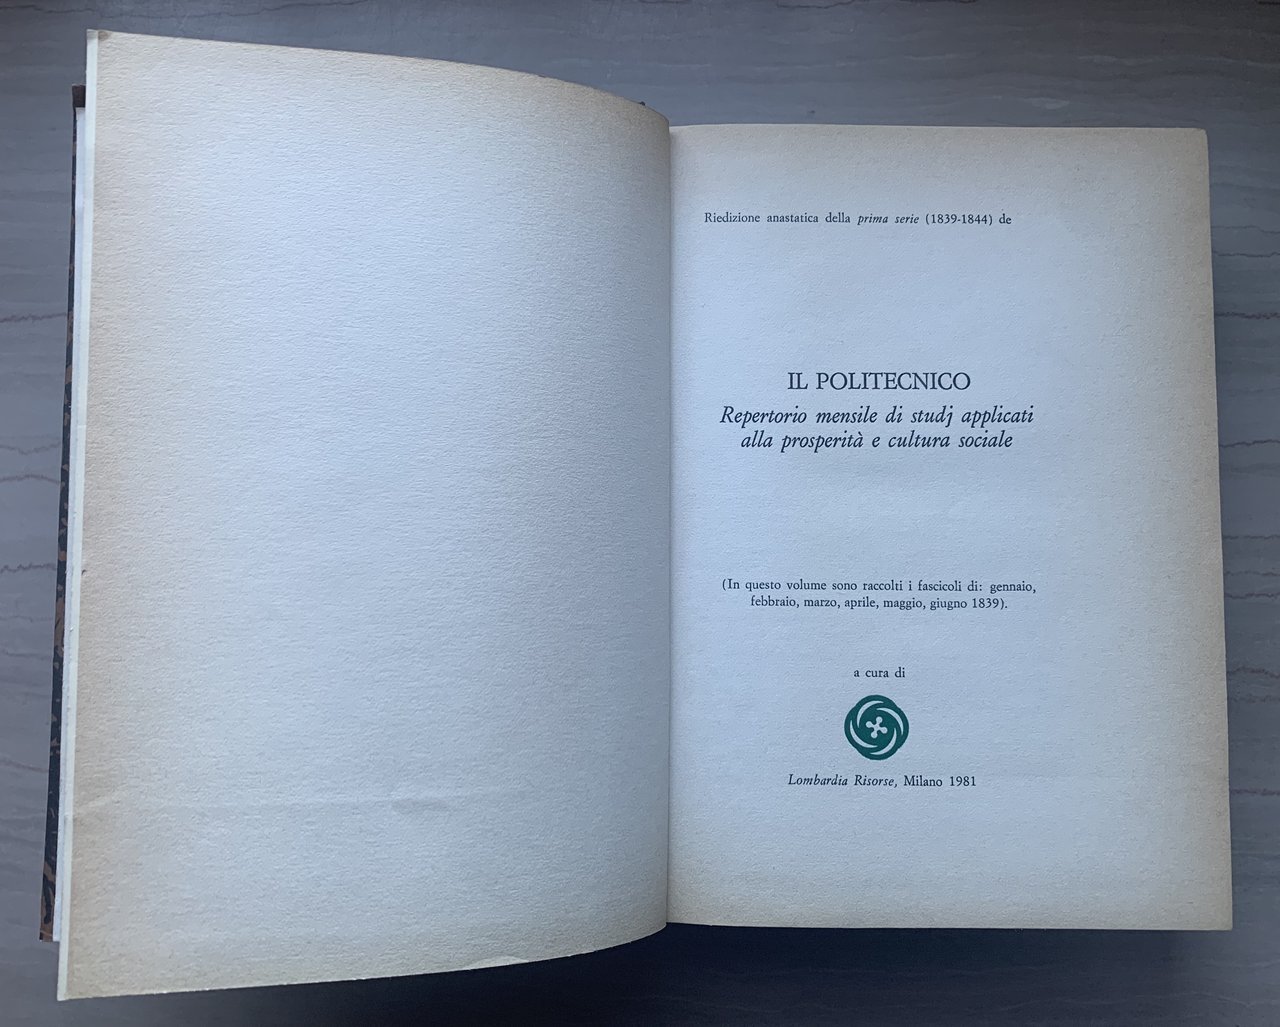 Riedizione anastatica della prima serie (1839-1844) de
IL POLITECNICO
Repertorio mensile di studj applicati
alla prosperità e cultura sociale
(In questo volume sono raccolti i fascicoli di: gennaio,
febbraio, marzo, aprile, maggio, giugno 1839).
a cura di
Lombardia Risorse, Milano 1981